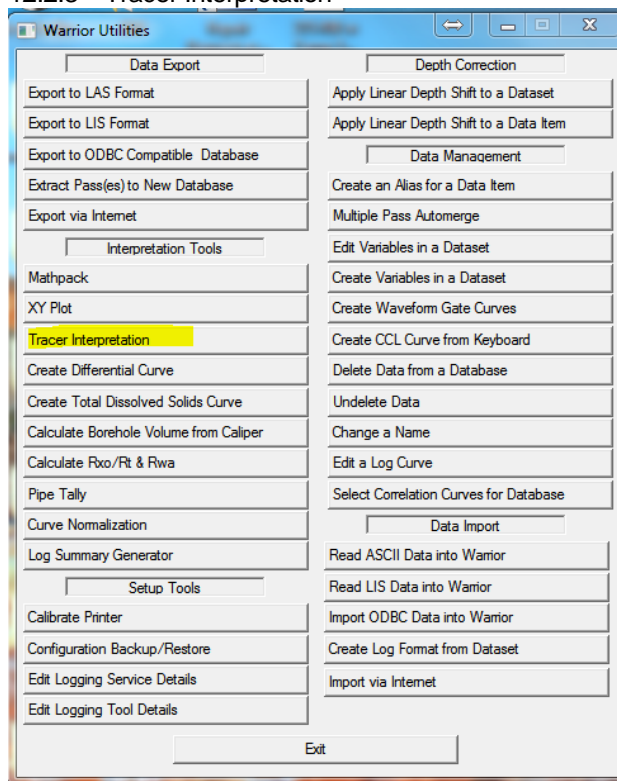 Warrior Utilities
Data Export
Export to LAS Format
Export to LIS Format
Export to ODBC Compatible Database
Extract Pass(es) to New Database
Export via Internet
Interpretation Tools
Mathpack
XY Plot
Tracer Interpretation
Create Differential Curve
Create Total Dissolved Solids Curve
Calculate Borehole Volume from Caliper
Calculate Rxo/Rt & Rwa
Pipe Tally
Curve Normalization
Log Summary Generator
Setup Tools
Calibrate Printer
Configuration Backup/Restore
Edit Logging Service Details
Edit Logging Tool Details
Depth Correction
Apply Linear Depth Shift to a Dataset
Apply Linear Depth Shift to a Data Item
Data Management
Create an Alias for a Data Item
Multiple Pass Automerge
Edit Variables in a Dataset
Create Variables in a Dataset
Create Waveform Gate Curves
Create CCL Curve from Keyboard
Delete Data from a Database
Undelete Data
Change a Name
Edit a Log Curve
Select Correlation Curves for Database
Data Import
Read ASCII Data into Warrior
Read LIS Data into Warrior
Import ODBC Data into Warrior
Create Log Format from Dataset
Import via Internet
Exit